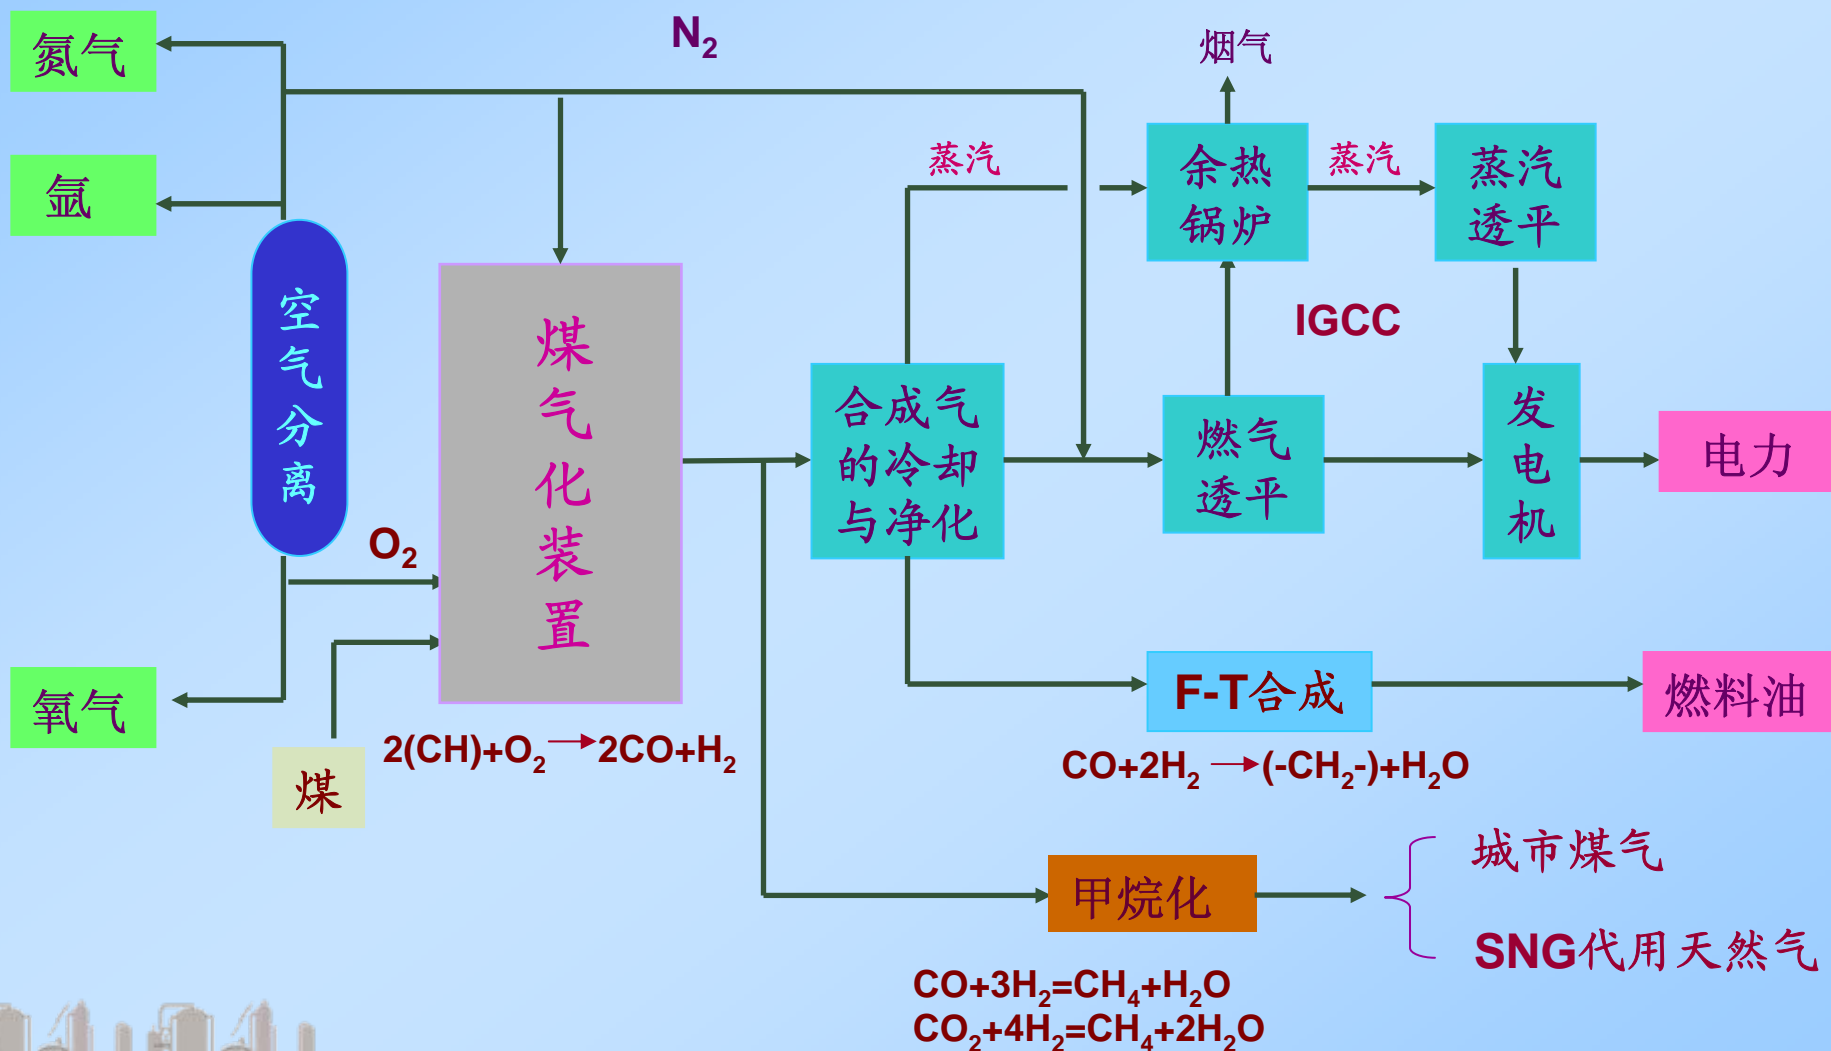 氮气
N₂
烟气
氩
蒸汽
余热
锅炉
蒸汽
蒸汽
透平
空
气
分
离
煤
气
化
装
置
IGCC
合成气
的冷却
与净化
燃气
透平
发
电
机
电力
O₂
氧气
煤
2(CH)+O₂→2CO+H₂
F-T合成
燃料油
CO+2H₂→(-CH₂-)+H₂O
甲烷化
城市煤气
SNG代用天然气
CO+3H₂=CH₄+H₂O
CO₂+4H₂=CH₄+2H₂O